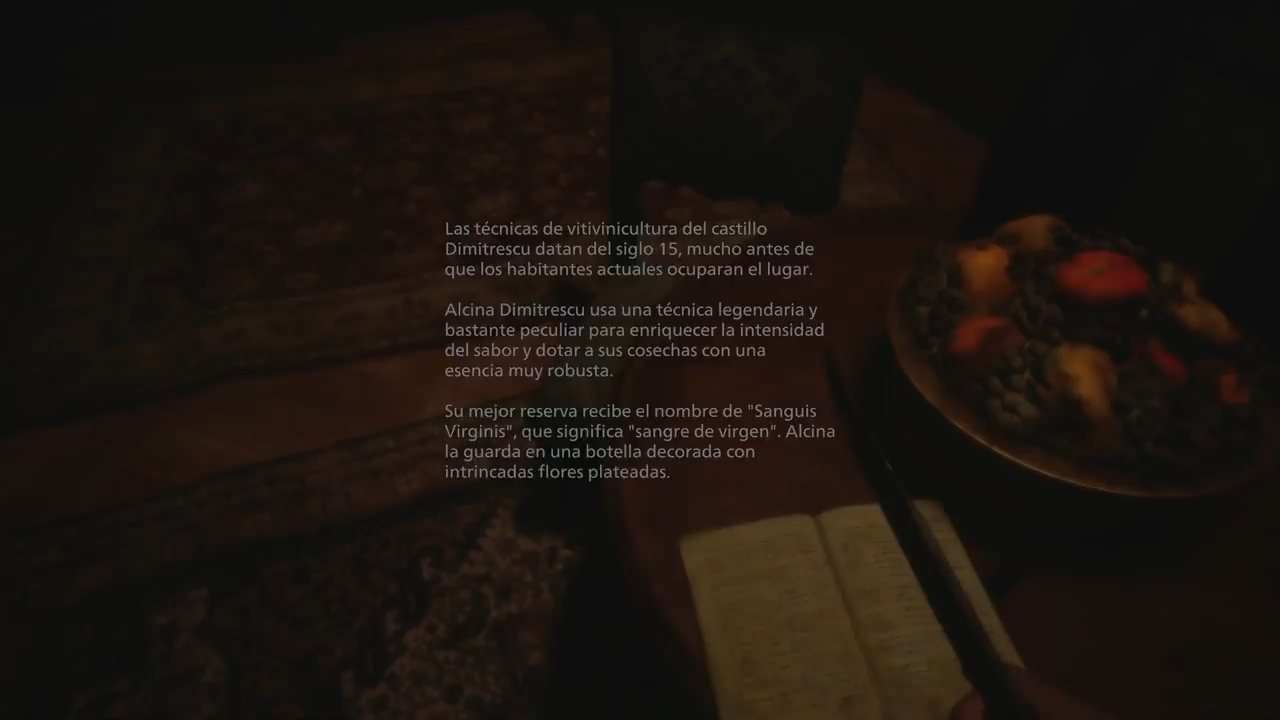 Las técnicas de vitivinicultura del castillo
Dimitrescu datan del siglo 15, mucho antes de
que los habitantes actuales ocuparan el lugar.
Alcina Dimitrescu usa una técnica legendaria y
bastante peculiar para enriquecer la intensidad
del sabor y dotar a sus cosechas con una
esencia muy robusta.
Su mejor reserva recibe el nombre de "Sanguis
Virginis", que significa "sangre de virgen". Alcina
la guarda en una botella decorada con
intrincadas flores plateadas.